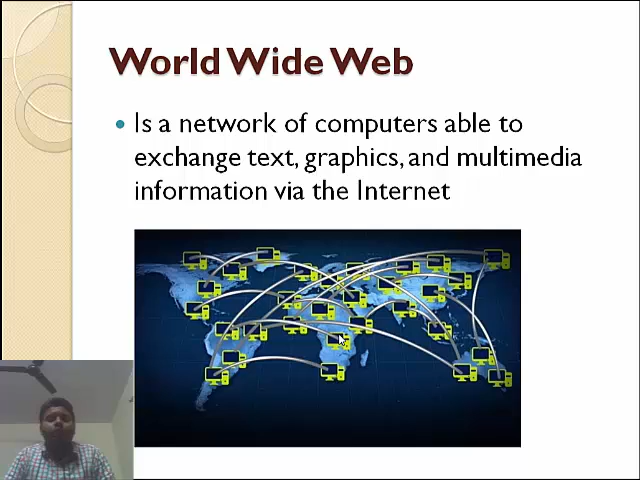 World Wide Web
Is a network of computers able to
exchange text, graphics, and multimedia
information via the Internet